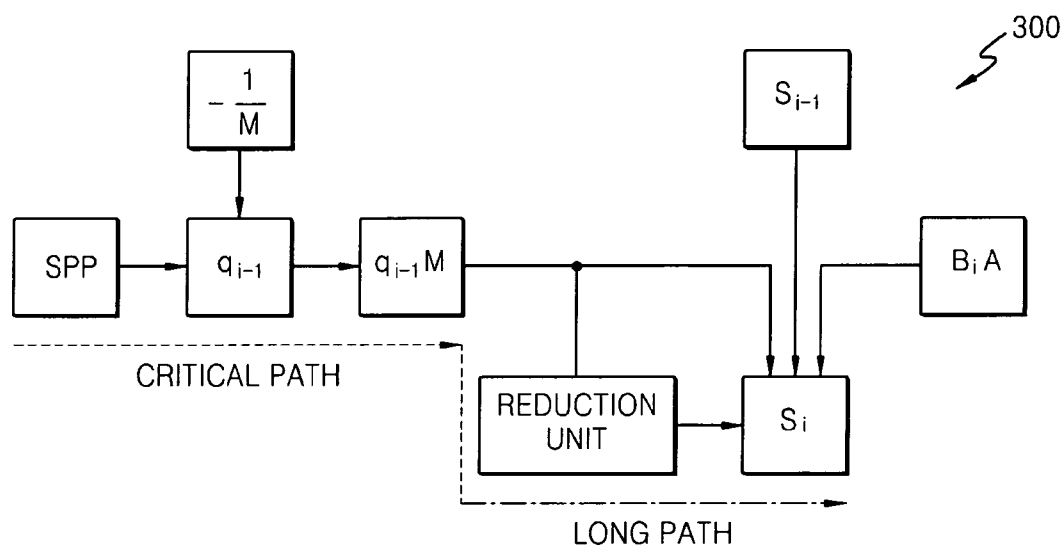 300
- 1/M
S_{i-1}
SPP
q_{i-1}
q_{i-1} M
B_i A
CRITICAL PATH
REDUCTION
UNIT
S_i
LONG PATH